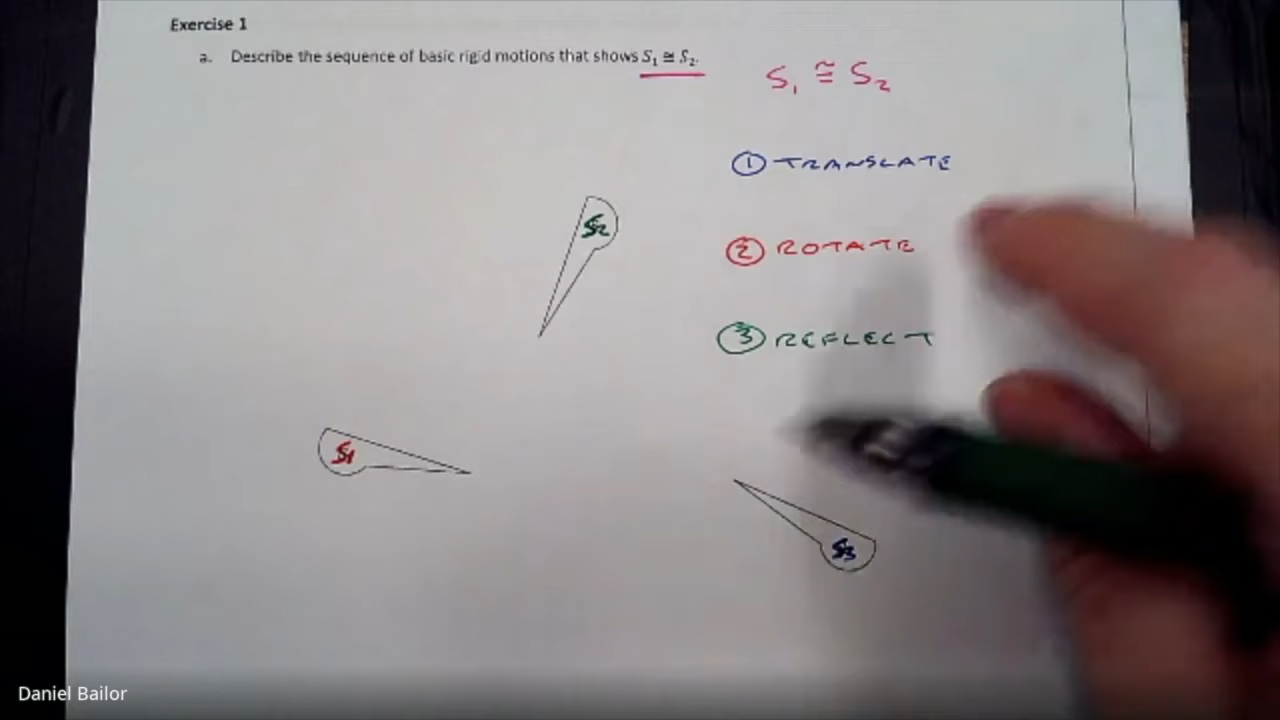 Exercise 1
a. Describe the sequence of basic rigid motions that shows S₁ ≅ S₂.
S₁ ≅ S₂
① TRANSLATE
S2
② ROTATE
③ REFLECT
S1
S3
Daniel Bailor